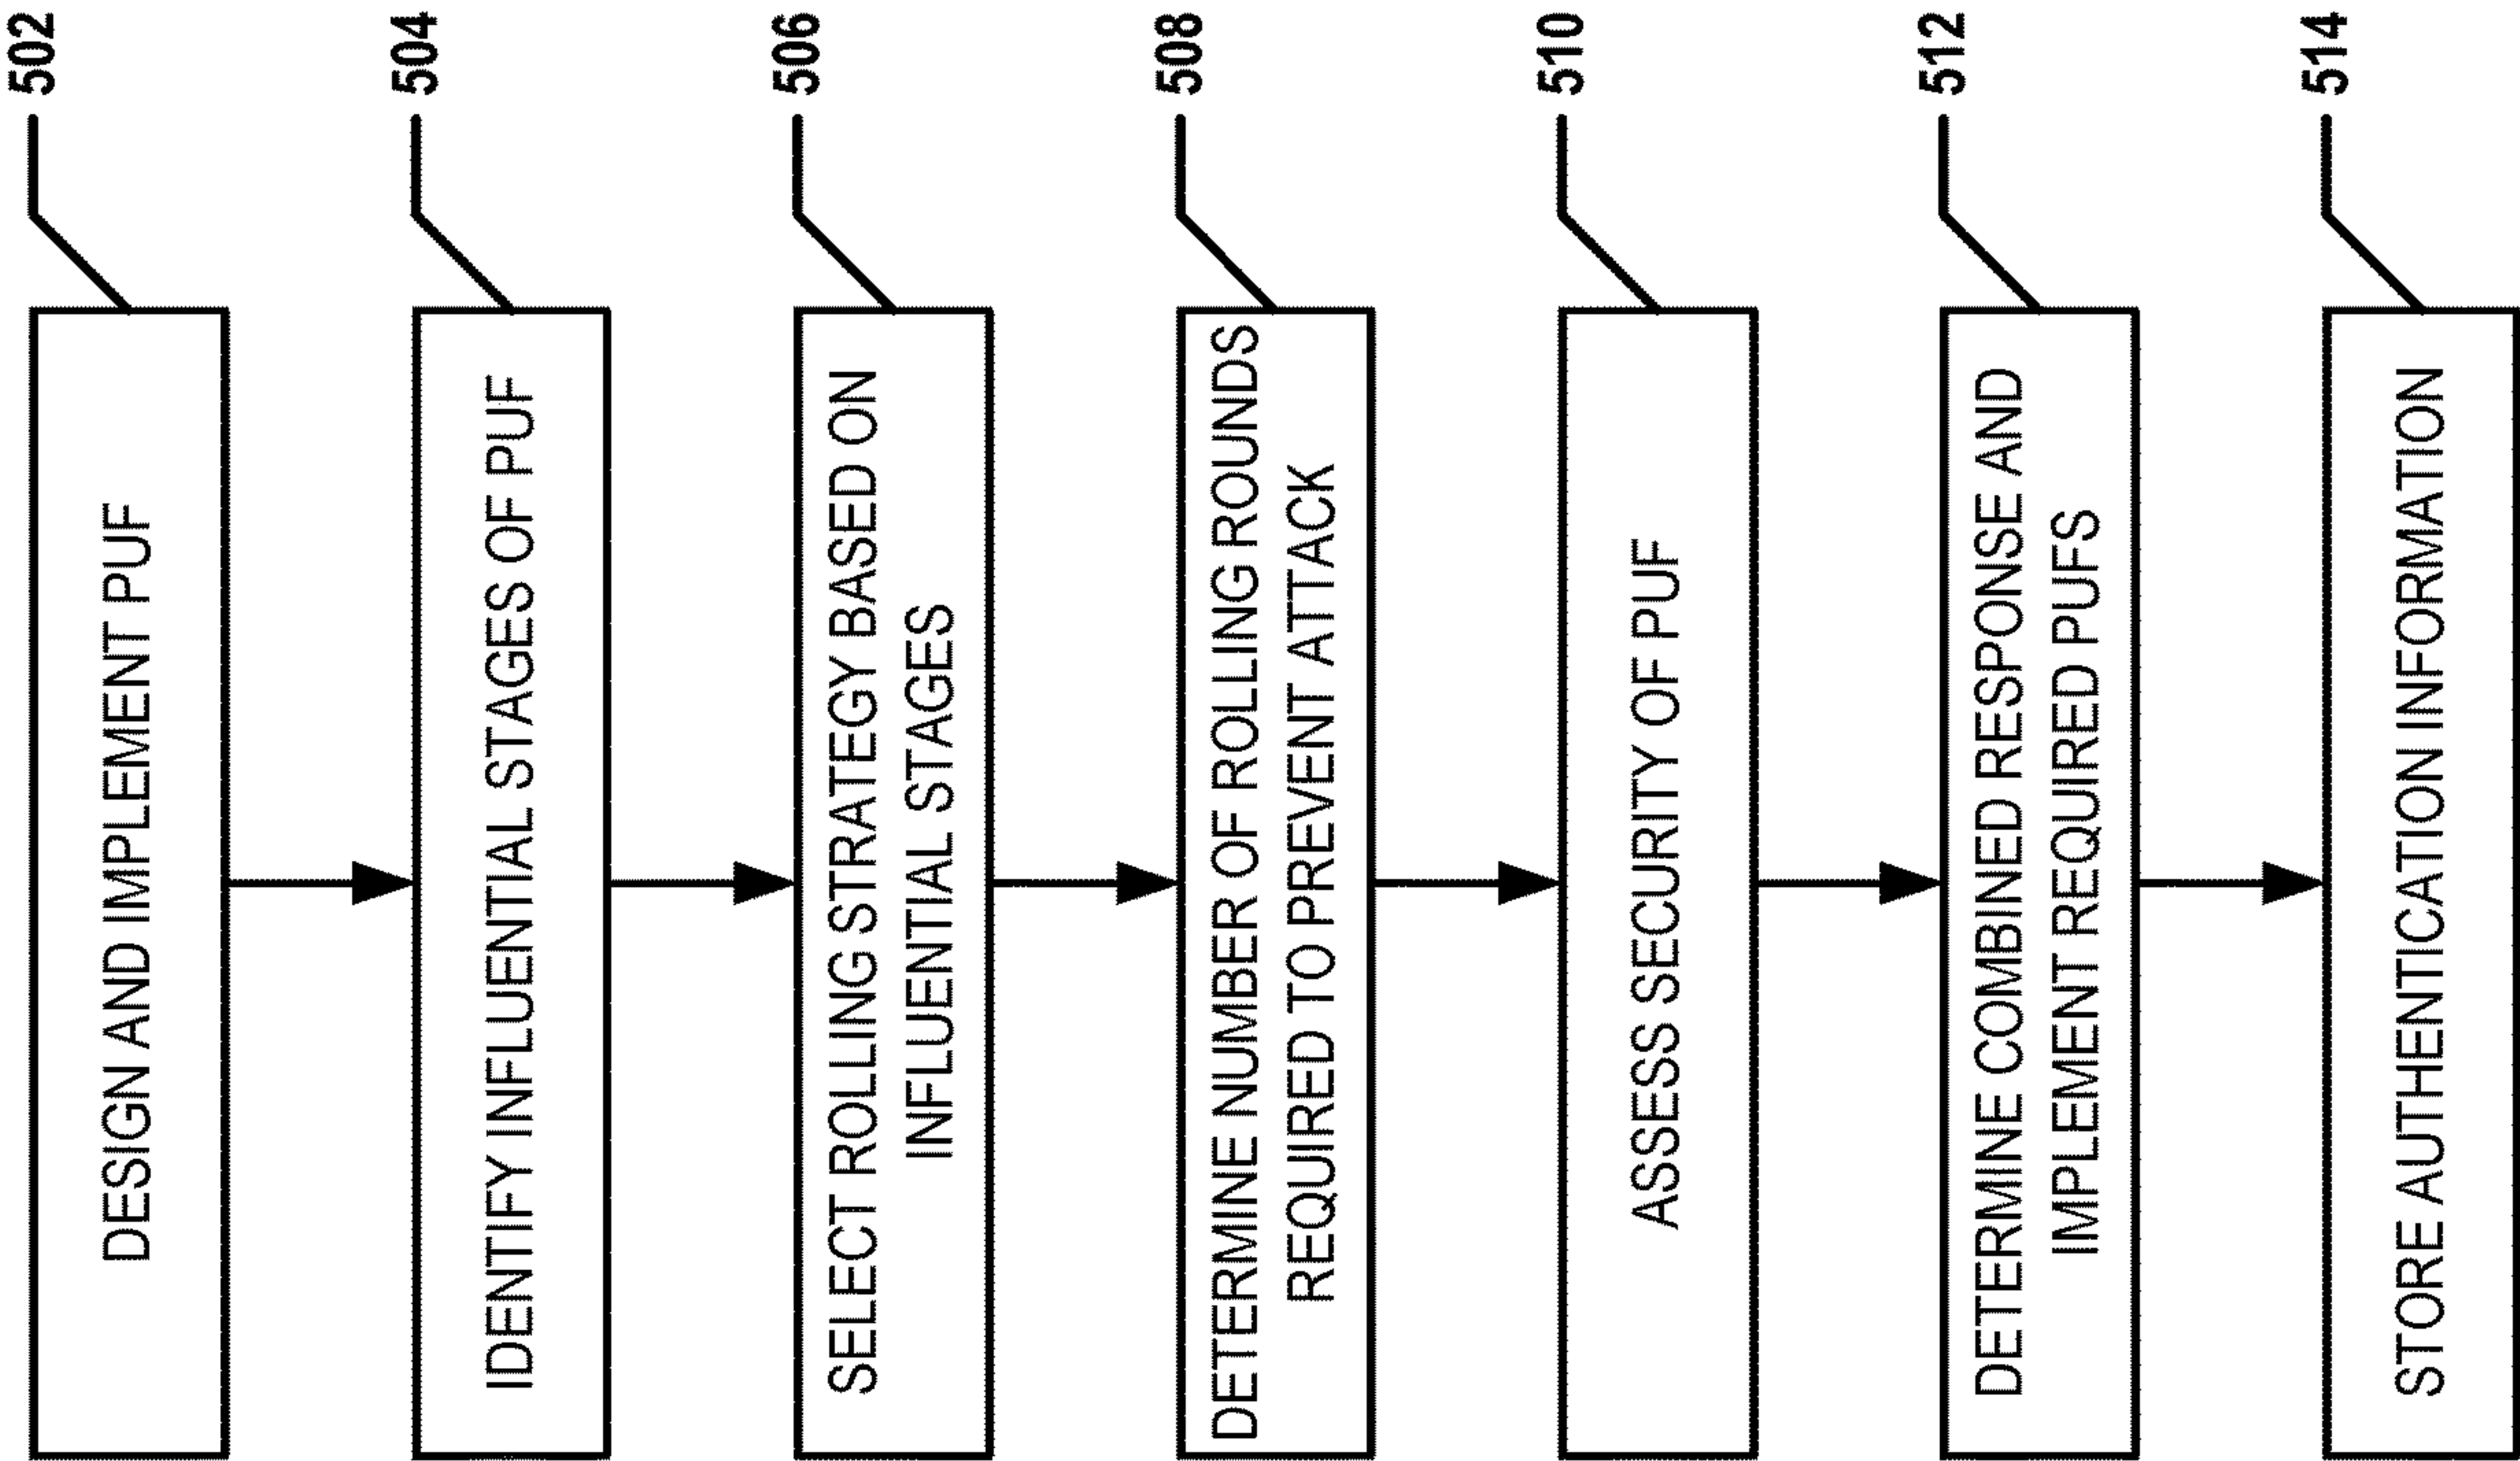 502
DESIGN AND IMPLEMENT PUF
504
IDENTIFY INFLUENTIAL STAGES OF PUF
506
SELECT ROLLING STRATEGY BASED ON
INFLUENTIAL STAGES
508
DETERMINE NUMBER OF ROLLING ROUNDS
REQUIRED TO PREVENT ATTACK
510
ASSESS SECURITY OF PUF
512
DETERMINE COMBINED RESPONSE AND
IMPLEMENT REQUIRED PUFS
514
STORE AUTHENTICATION INFORMATION